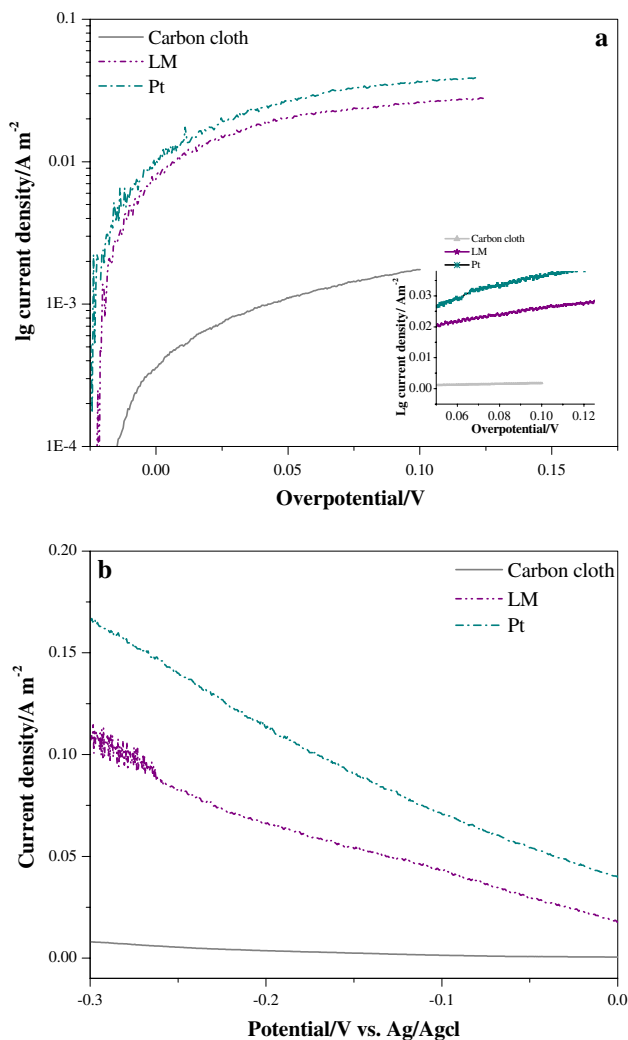 a
Carbon cloth
LM
Pt
0.1
0.01
1E-3
1E-4
lg current density/A m-2
0.00
0.05
0.10
0.15
Overpotential/V
Carbon cloth
LM
Pt
0.03
0.02
0.01
0.00
Lg current density/ Am-2
0.06
0.08
0.10
0.12
Overpotential/V
b
Carbon cloth
LM
Pt
0.20
0.15
0.10
0.05
0.00
Current density/A m-2
-0.3
-0.2
-0.1
0.0
Potential/V vs. Ag/Agcl